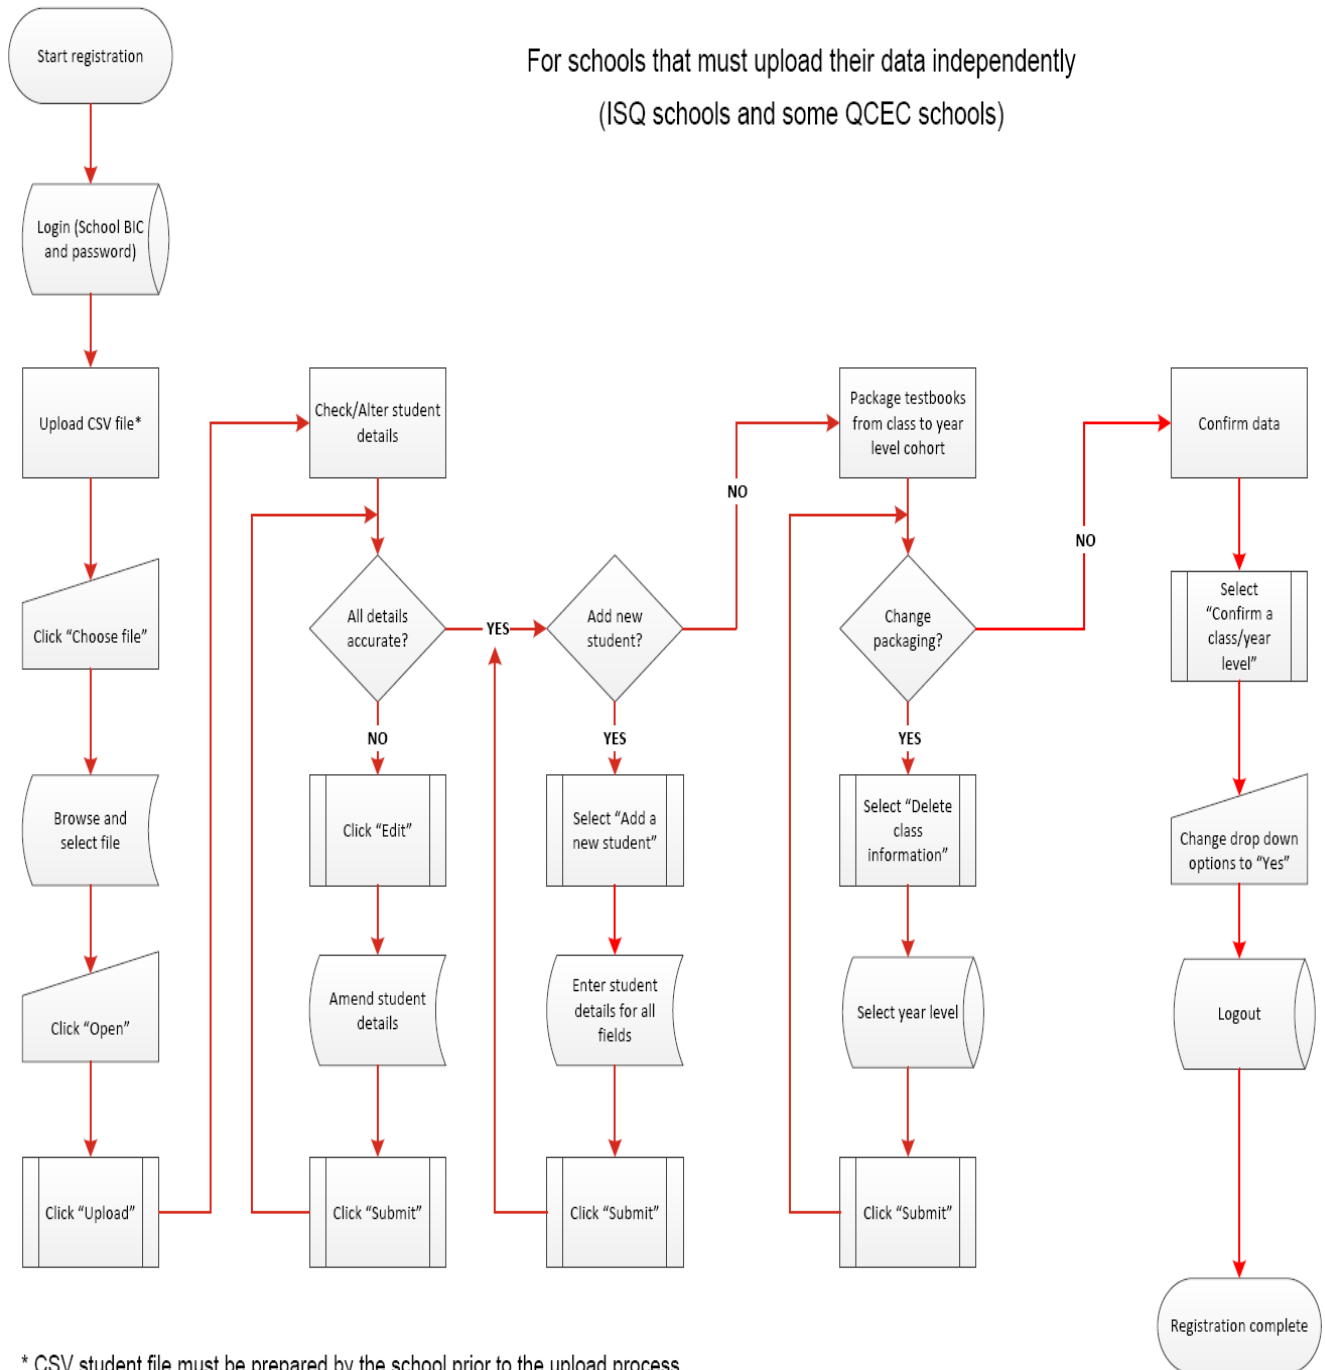 Start registration
For schools that must upload their data independently
(ISQ schools and some QCEC schools)
Login (School BIC
and password)
Upload CSV file*
Click “Choose file”
Browse and
select file
Click “Open”
Click “Upload”
Check/Alter student
details
All details
accurate?
YES
NO
Click “Edit”
Amend student
details
Click “Submit”
Add new
student?
NO
YES
Select “Add a
new student”
Enter student
details for all
fields
Click “Submit”
Package testbooks
from class to year
level cohort
Change
packaging?
NO
YES
Select “Delete
class
information”
Select year level
Click “Submit”
Confirm data
Select
“Confirm a
class/year
level”
Change drop down
options to “Yes”
Logout
Registration complete
* CSV student file must be prepared by the school prior to the upload process